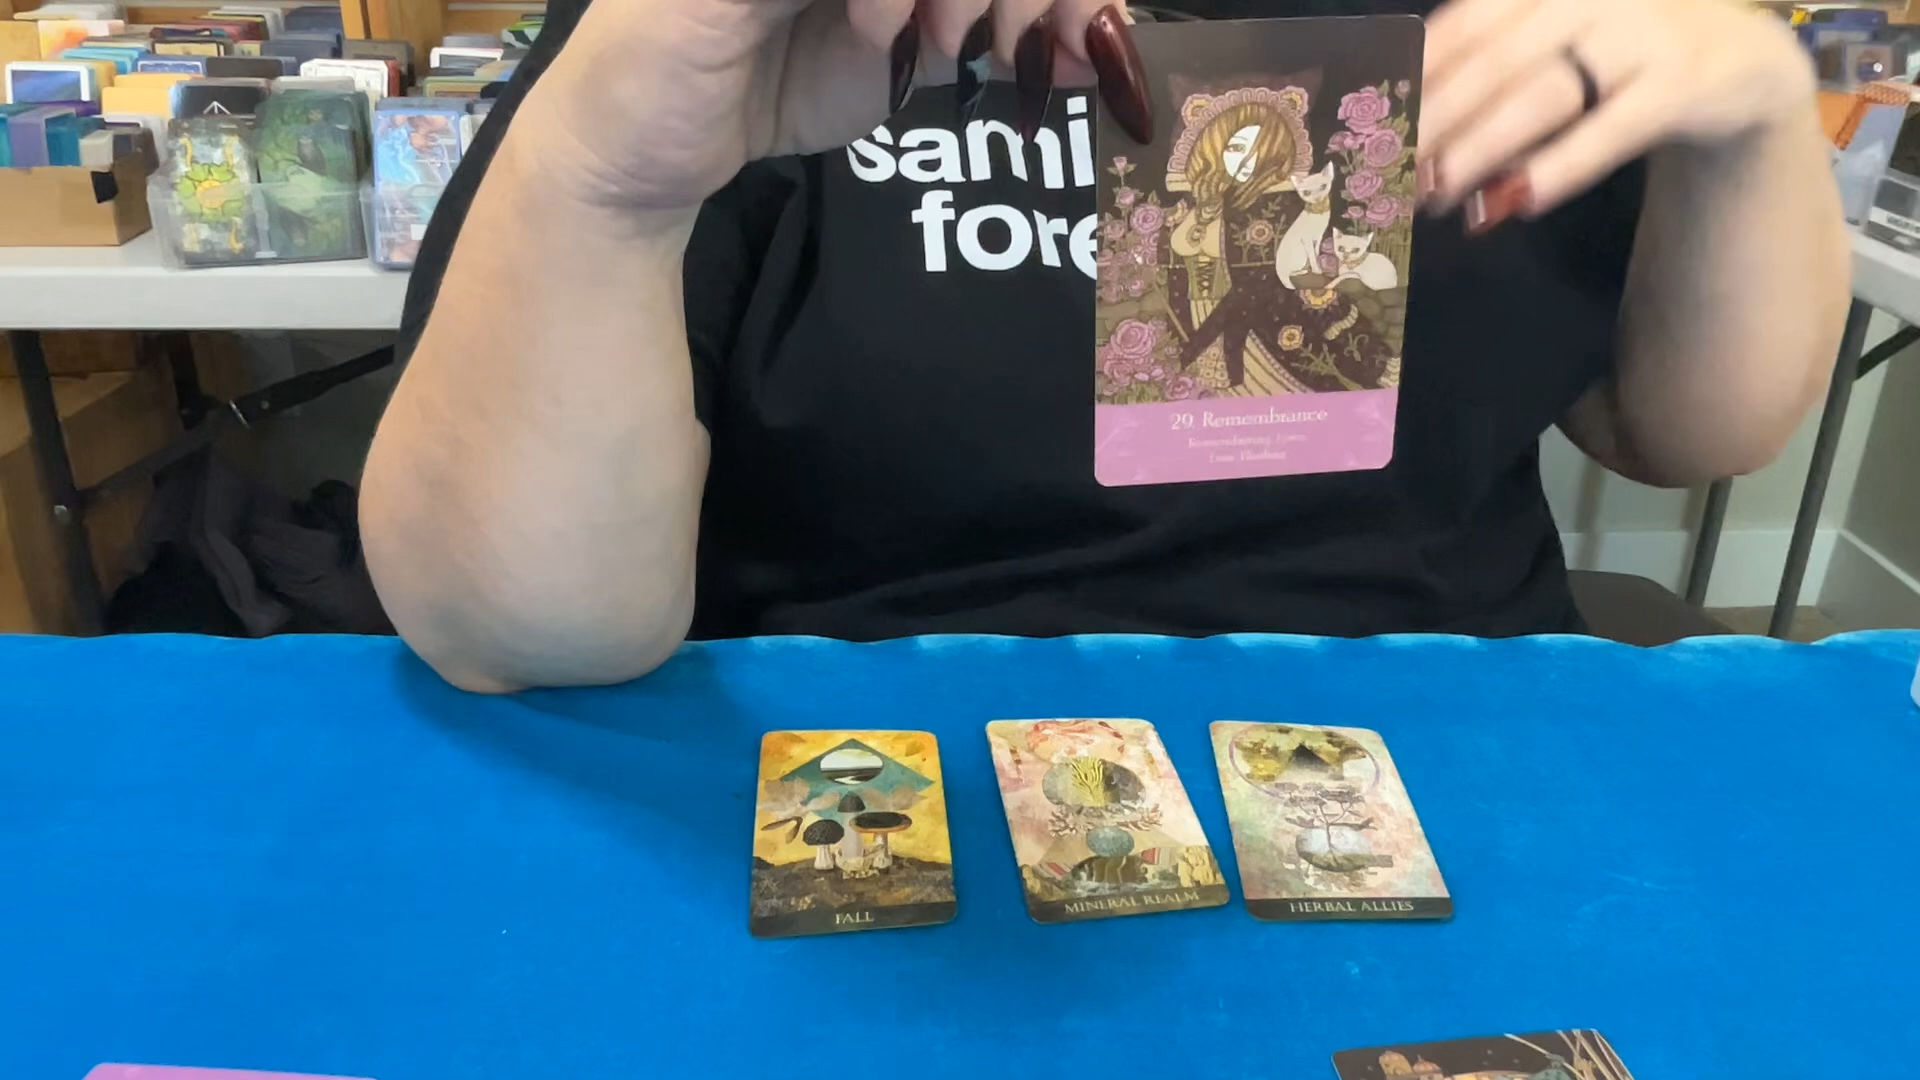 sami
fore
29 Remembrance
FALL
MINERAL REALM
HERBAL ALLIES